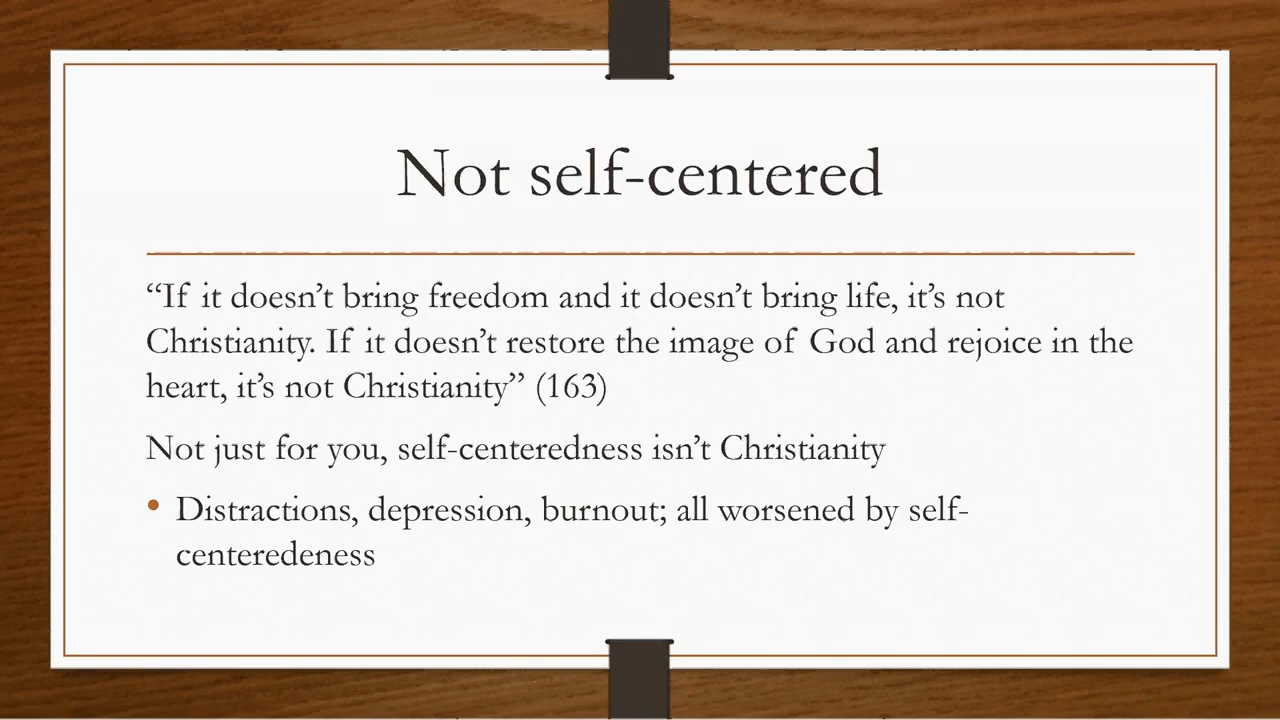 Not self-centered
“If it doesn’t bring freedom and it doesn’t bring life, it’s not
Christianity. If it doesn’t restore the image of God and rejoice in the
heart, it’s not Christianity” (163)
Not just for you, self-centeredness isn’t Christianity
• Distractions, depression, burnout; all worsened by self-
centeredeness